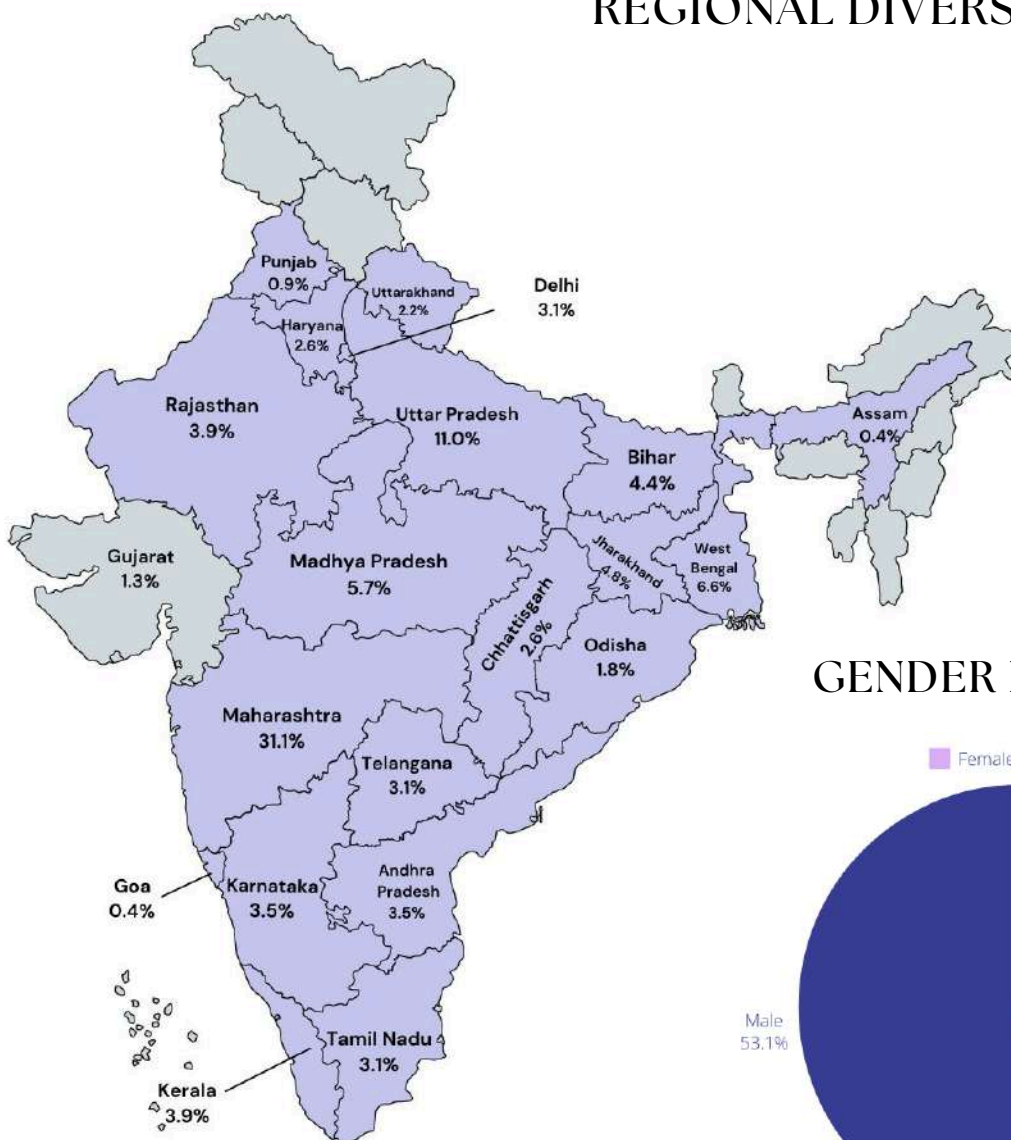 REGIONAL DIVERS
Punjab
0.9%
Uttarakhand
2.2%
Delhi
3.1%
Haryana
2.6%
Rajasthan
3.9%
Uttar Pradesh
11.0%
Assam
0.4%
Bihar
4.4%
Gujarat
1.3%
Madhya Pradesh
5.7%
Jharkhand
4.8%
West
Bengal
6.6%
Chhattisgarh
2.6%
Odisha
1.8%
GENDER
Maharashtra
31.1%
Telangana
3.1%
Female
Goa
0.4%
Karnataka
3.5%
Andhra
Pradesh
3.5%
Male
53.1%
Tamil Nadu
3.1%
Kerala
3.9%